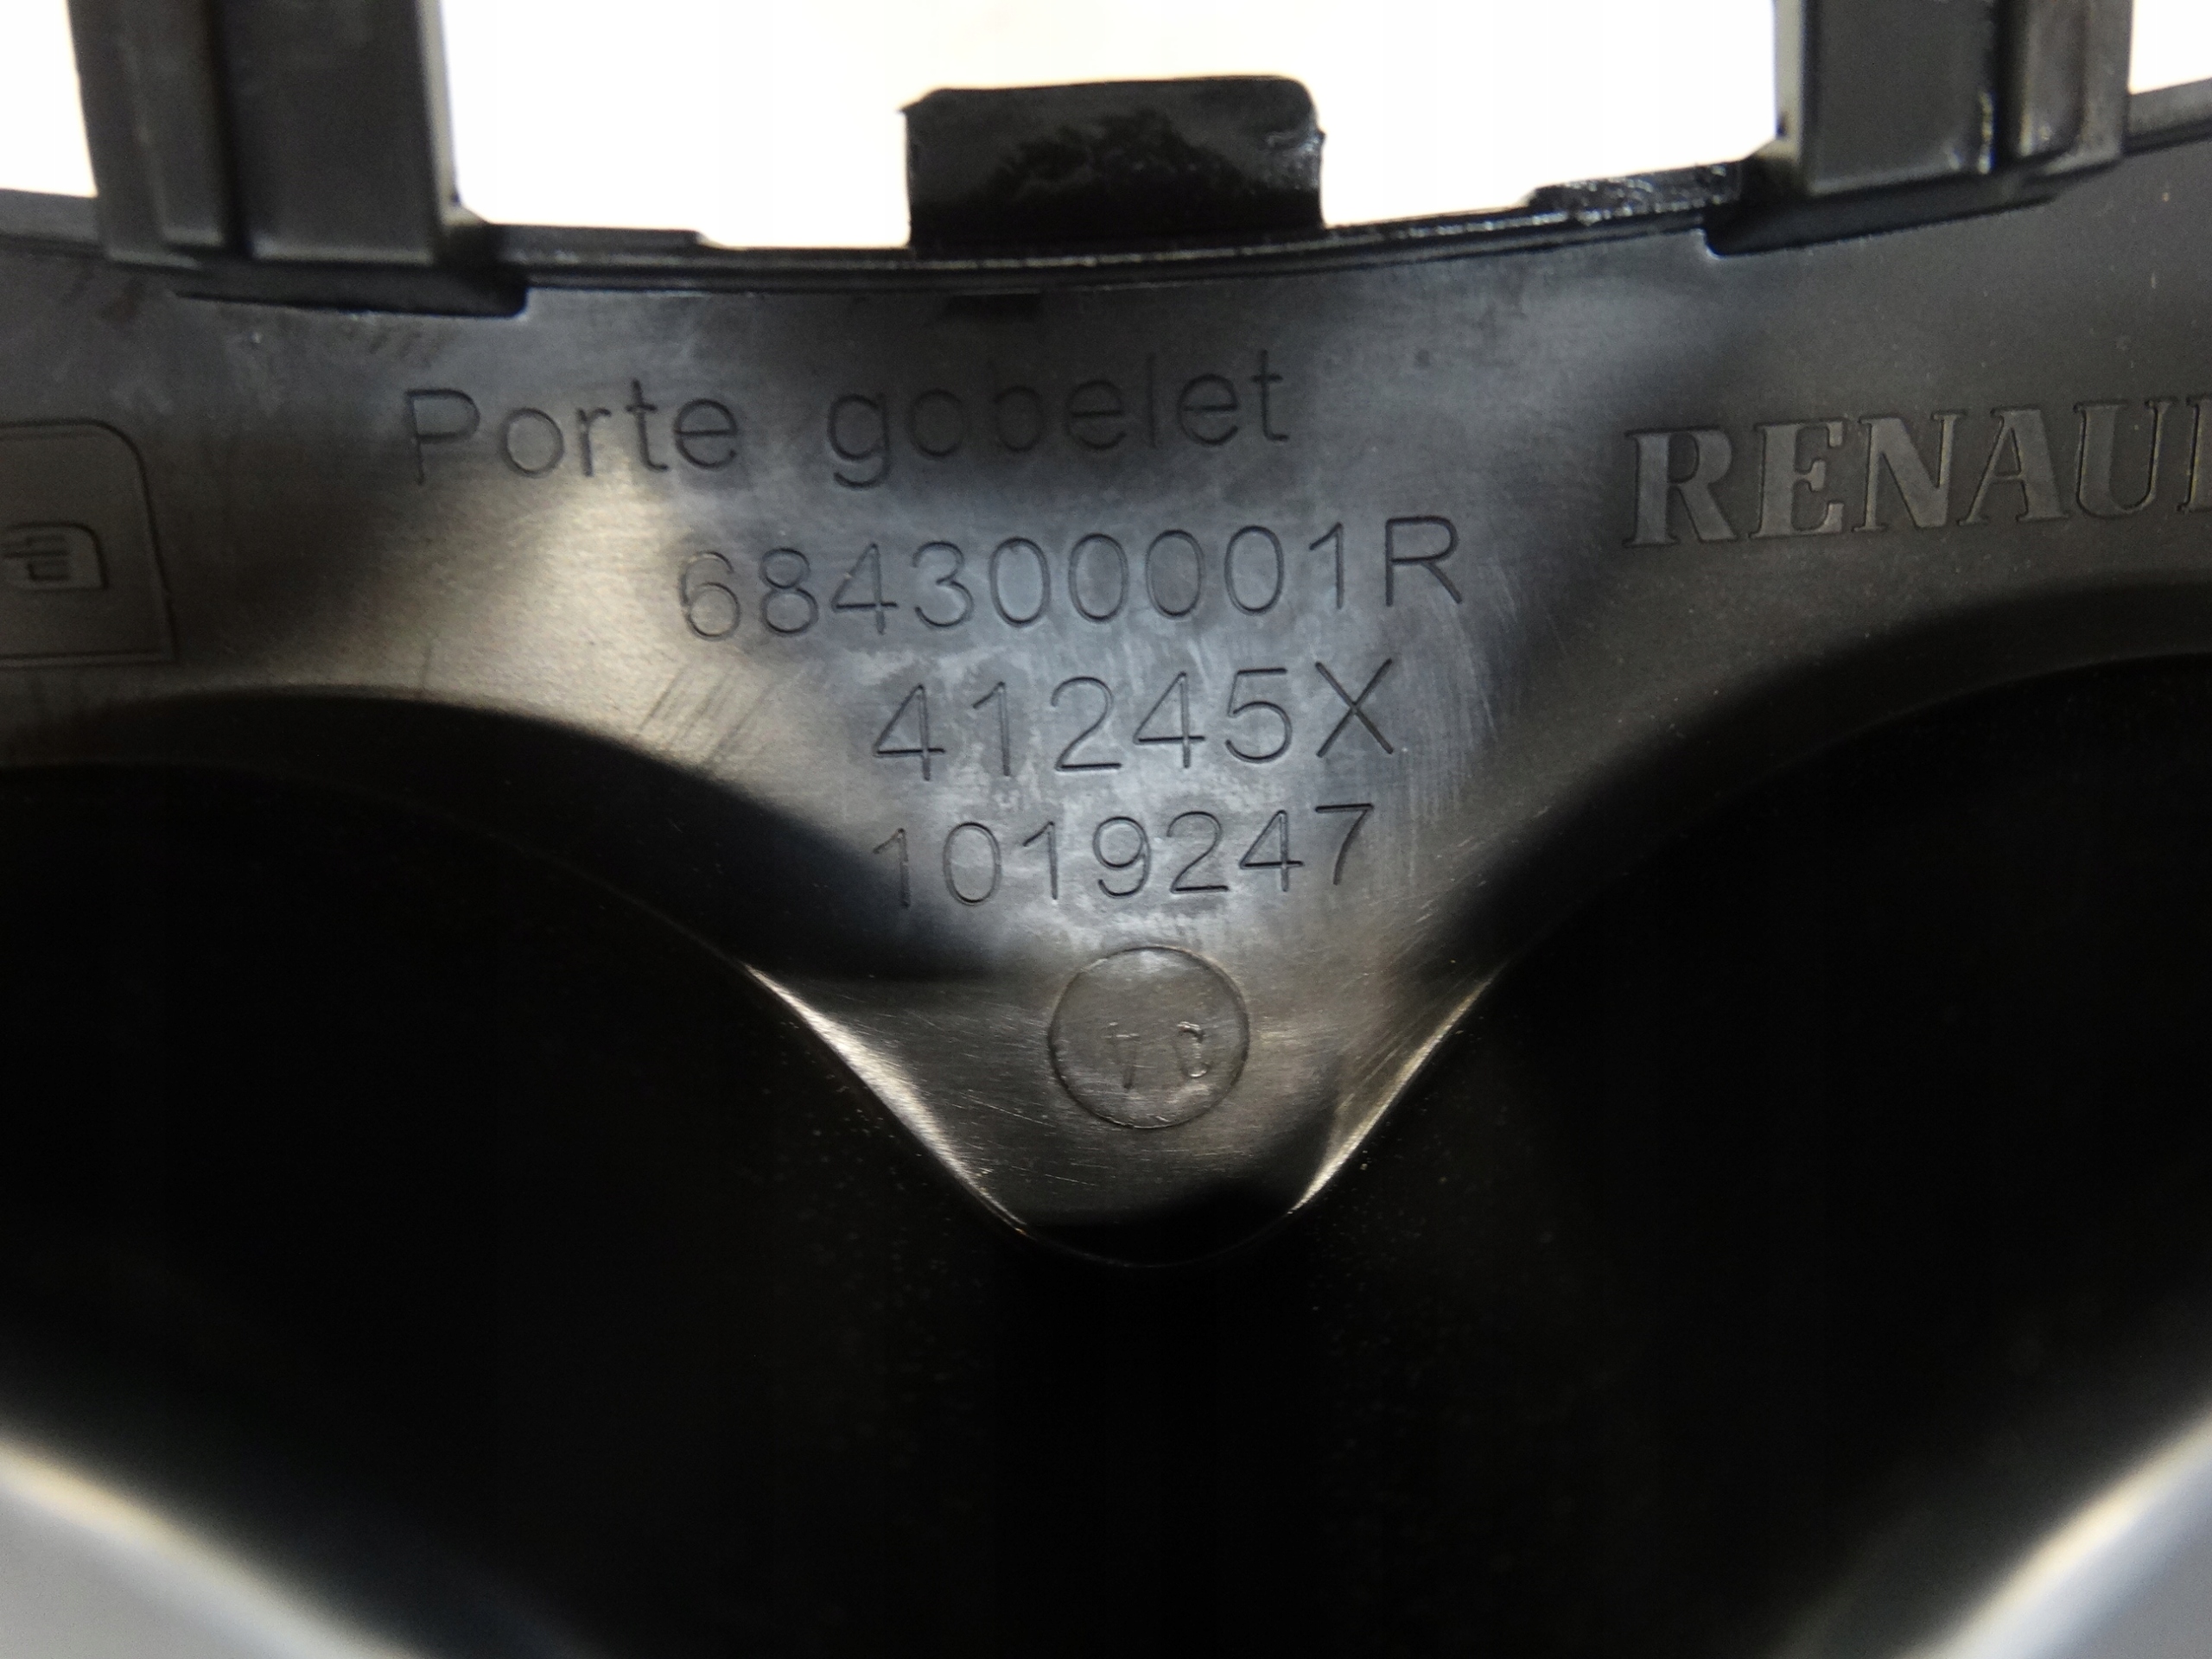 Porte gobelet
RENAU
684300001R
41245X
1019247